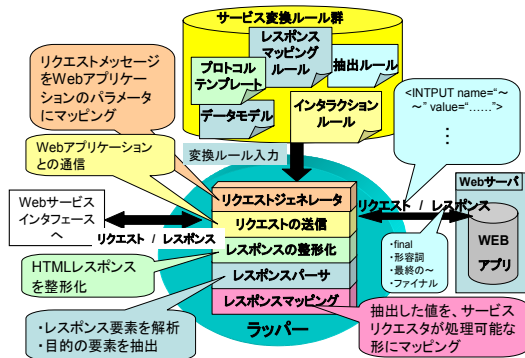 サービス変換ルール群
レスポンス
マッピング
ルール
抽出ルール
プロトコル
テンプレート
データモデル
インタラクション
ルール
リクエストメッセージ
をWebアプリケー
ションのパラメータ
にマッピング
<INTPUT name=“～
～” value=“……”>
⋮
Webアプリケーション
との通信
変換ルール入力
Webサービス
インタフェース
へ
リクエスト / レスポンス
リクエストジェネレータ
リクエストの送信
レスポンスの整形化
レスポンスパーサ
レスポンスマッピング
ラッパー
リクエスト / レスポンス
Webサーバ
WEB
アプリ
・final
・形容詞
・最終の～
・ファイナル
HTMLレスポンス
を整形化
・レスポンス要素を解析
・目的の要素を抽出
抽出した値を、サービス
リクエスタが処理可能な
形にマッピング